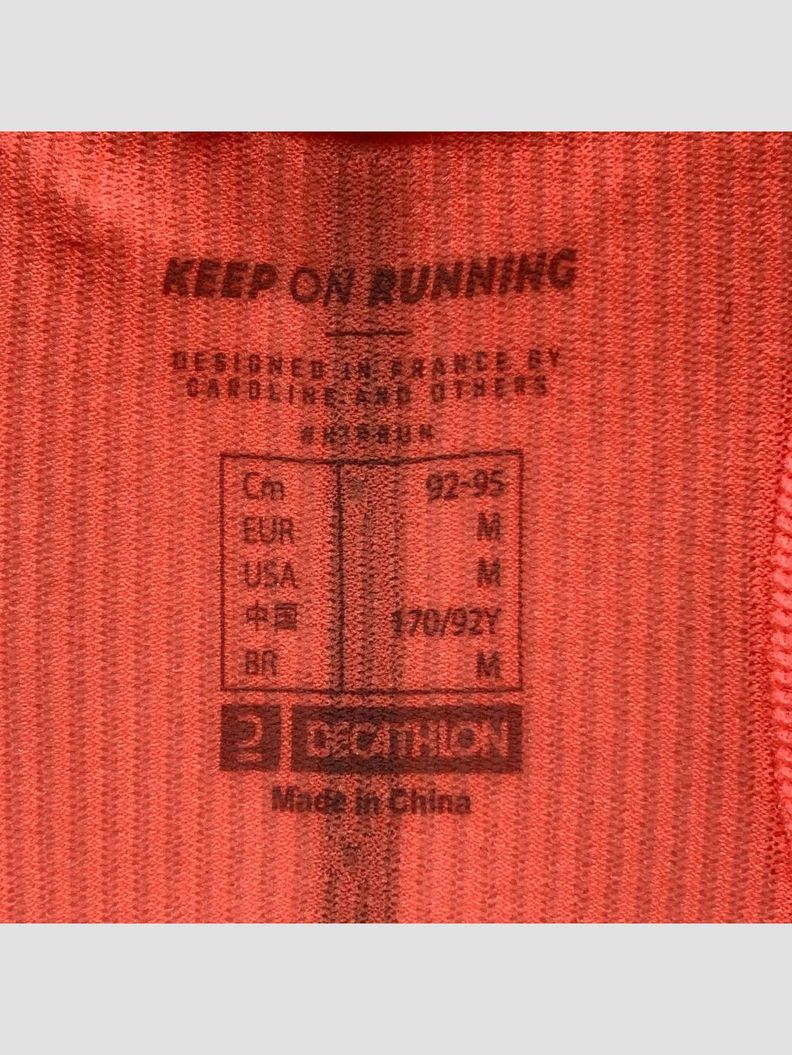 KEEP ON RUNNING
DESIGNED IN FRANCE BY
CAROLINE AND OTHERS
Cm 92-95
EUR M
USA M
中国 170/92Y
BR M
DECATHLON
Made in China